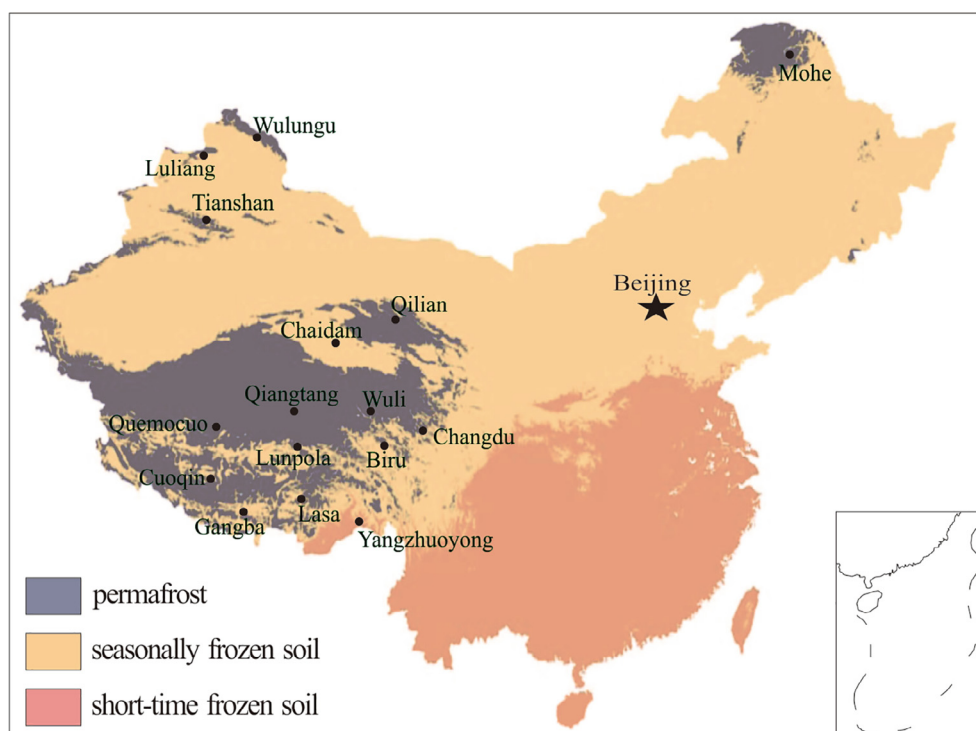 Mohe
Wulungu
Luliang
Tianshan
Beijing
Qilian
Chaidam
Qiangtang
Wuli
Quemocuo
Changdu
Lunpola
Biru
Cuoqin
Lasa
Gangba
Yangzhuoyong
permafrost
seasonally frozen soil
short-time frozen soil